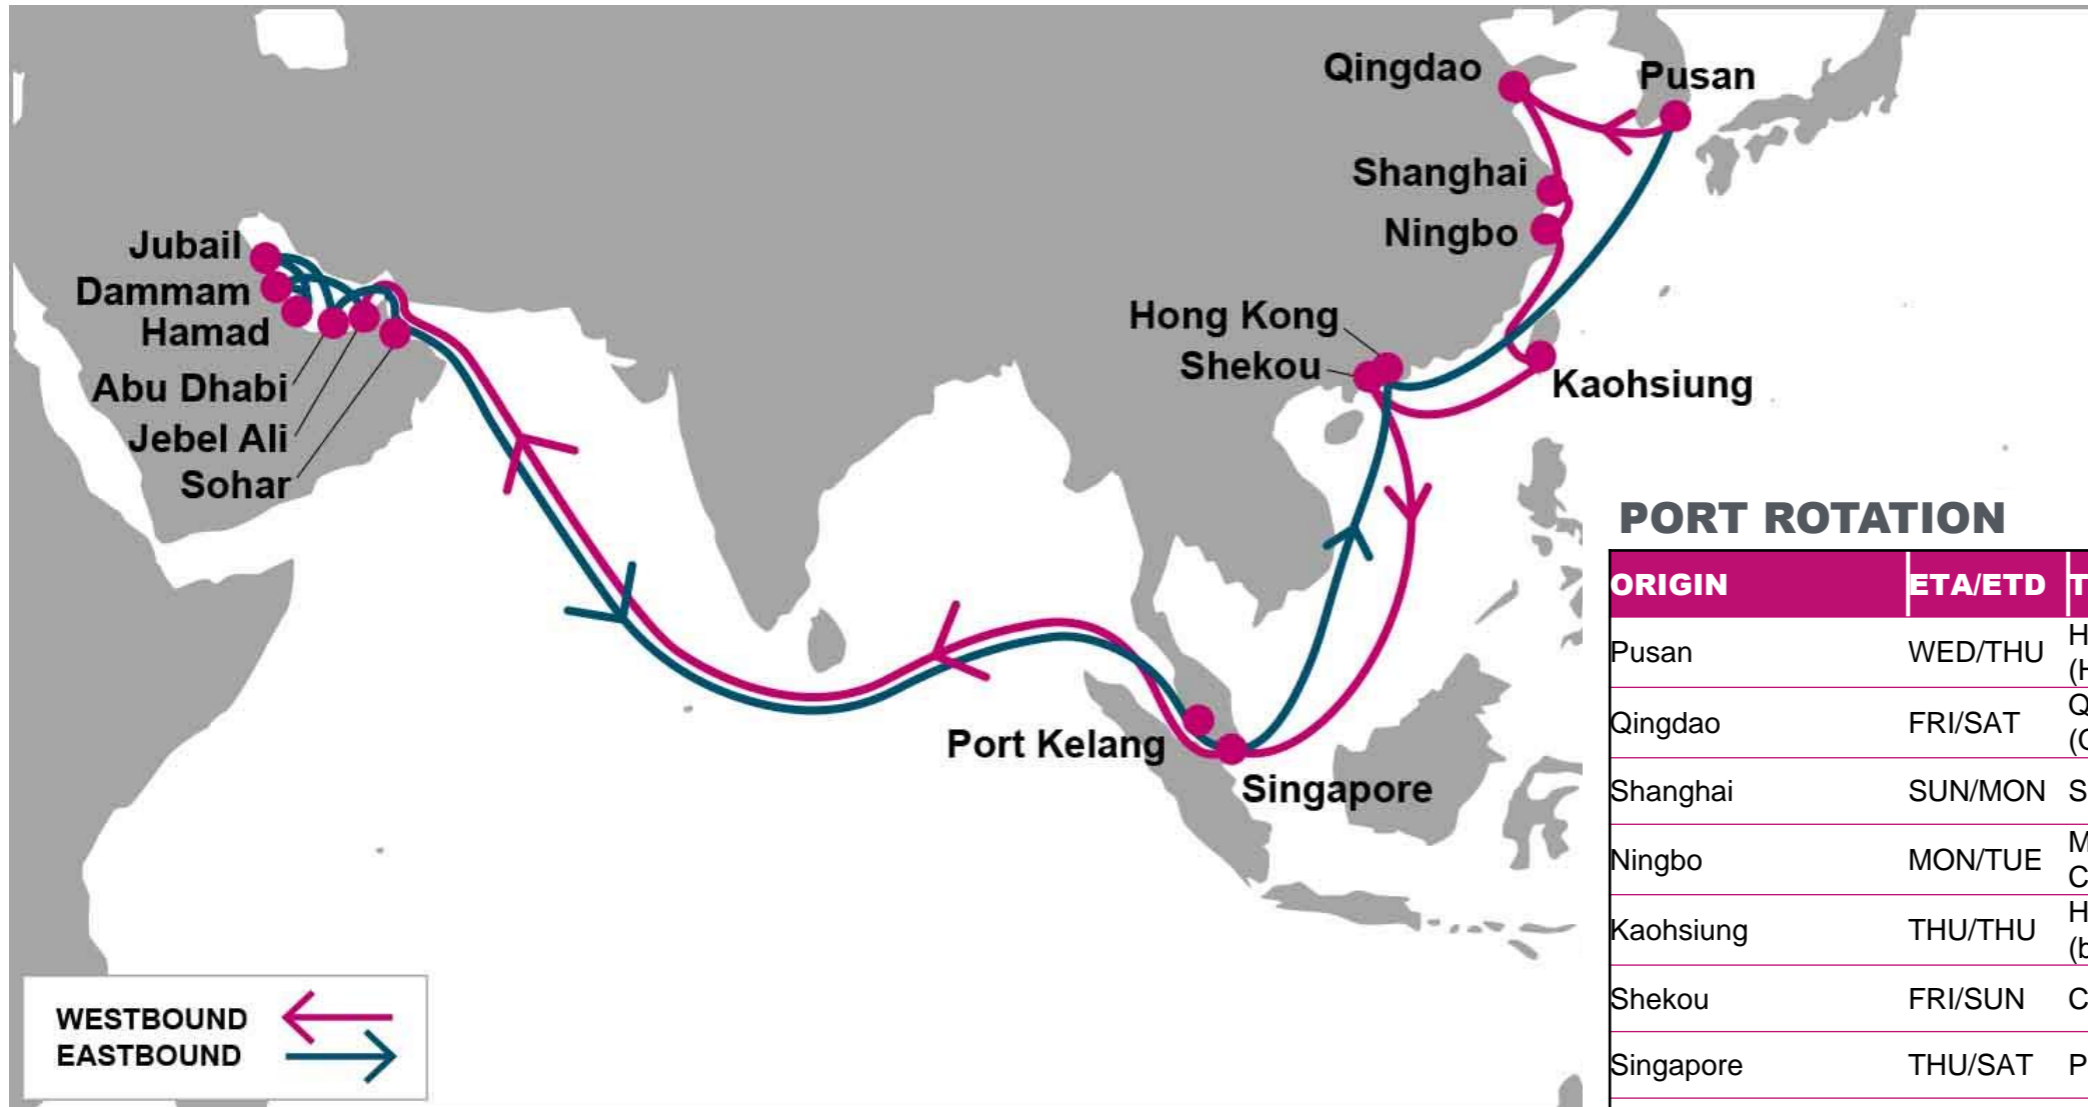 Qingdao
Pusan
Shanghai
Ningbo
Jubail
Dammam
Hamad
Abu Dhabi
Jebel Ali
Sohar
Hong Kong
Shekou
Kaohsiung
Port Kelang
Singapore
WESTBOUND
EASTBOUND
PORT ROTATION
ORIGIN ETA/ETD
Pusan WED/THU
Qingdao FRI/SAT
Shanghai SUN/MON
Ningbo MON/TUE
Kaohsiung THU/THU
Shekou FRI/SUN
Singapore THU/SAT